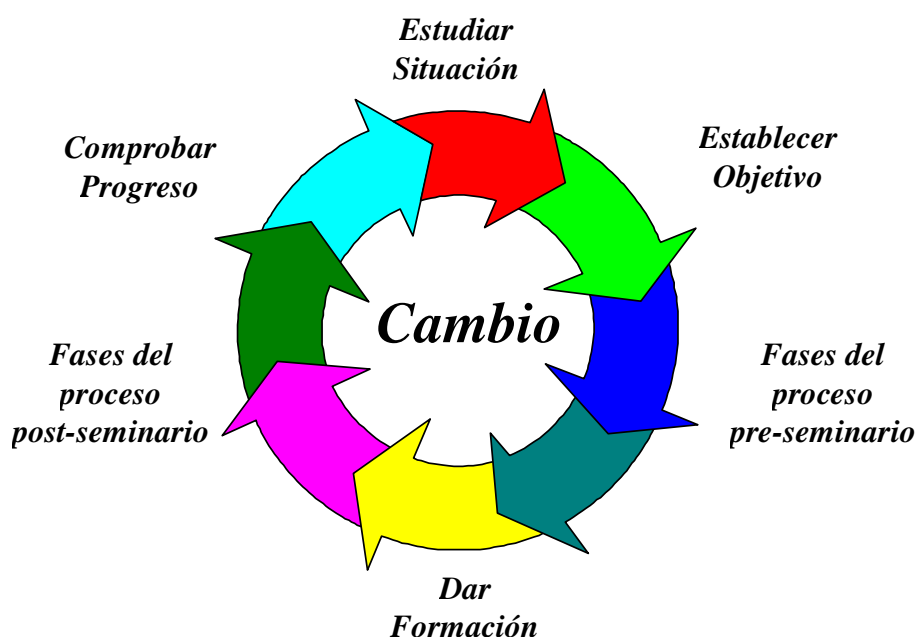 Estudiar
Situación
Establecer
Objetivo
Comprobar
Progreso
Cambio
Fases del
proceso
post-seminario
Fases del
proceso
pre-seminario
Dar
Formación